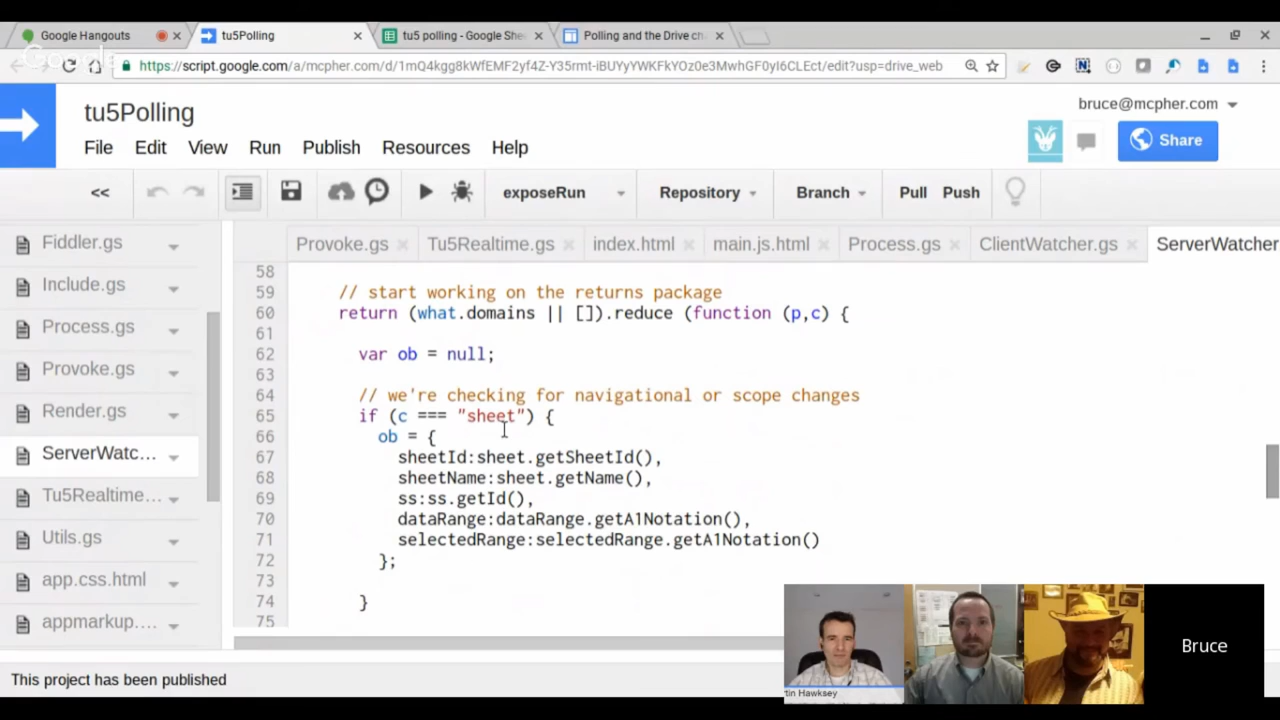 Google Hangouts
tu5Polling
tu5 polling - Google She
Polling and the Drive ch
https://script.google.com/a/mcpher.com/d/1mQ4kgg8kWfEMF2yf4Z-Y35rmt-iBUYyYWKFkYOz0e3MwhGF0yI6CLEct/edit?usp=drive_web
tu5Polling
bruce@mcpher.com
File Edit View Run Publish Resources Help
Share
<< exposeRun Repository Branch Pull Push
Fiddler.gs
Include.gs
Process.gs
Provoke.gs
Render.gs
ServerWatc...
Tu5Realtime...
Utils.gs
app.css.html
appmarkup....
Provoke.gs Tu5Realtime.gs index.html main.js.html Process.gs ClientWatcher.gs ServerWatcher
58
59 // start working on the returns package
60 return (what.domains || []).reduce (function (p,c) {
61
62 var ob = null;
63
64 // we're checking for navigational or scope changes
65 if (c === "sheet") {
66 ob = {
67 sheetId:sheet.getSheetId(),
68 sheetName:sheet.getName(),
69 ss:ss.getId(),
70 dataRange:dataRange.getA1Notation(),
71 selectedRange:selectedRange.getA1Notation()
72 };
73
74 }
75
This project has been published
rtin Hawksey
Bruce